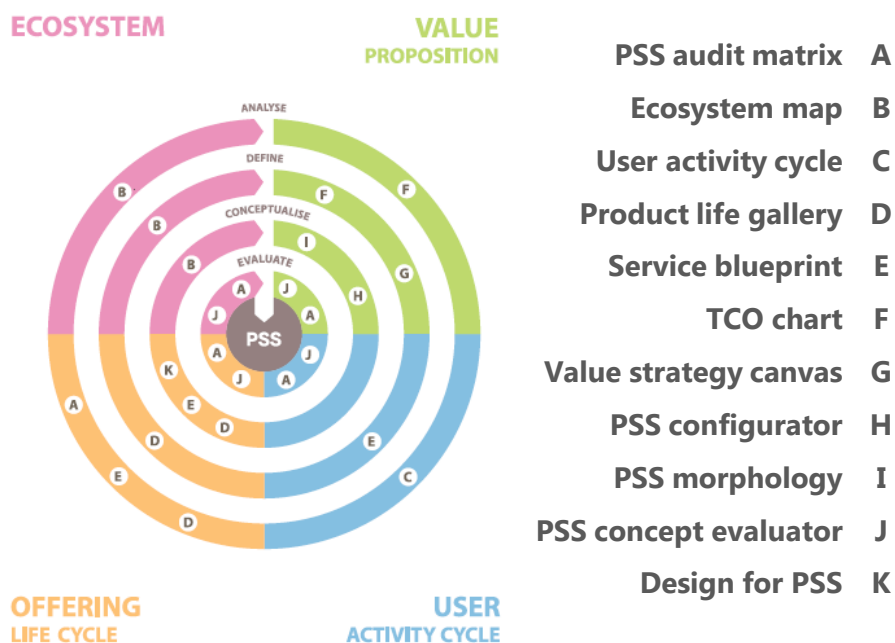 ECOSYSTEM
VALUE
PROPOSITION
ANALYSE
DEFINE
CONCEPTUALISE
EVALUATE
PSS
B
F
B
F
B
I
G
H
A
J
J
A
A
J
J
A
K
E
D
A
D
E
E
C
D
PSS audit matrix A
Ecosystem map B
User activity cycle C
Product life gallery D
Service blueprint E
TCO chart F
Value strategy canvas G
PSS configurator H
PSS morphology I
PSS concept evaluator J
Design for PSS K
OFFERING
LIFE CYCLE
USER
ACTIVITY CYCLE